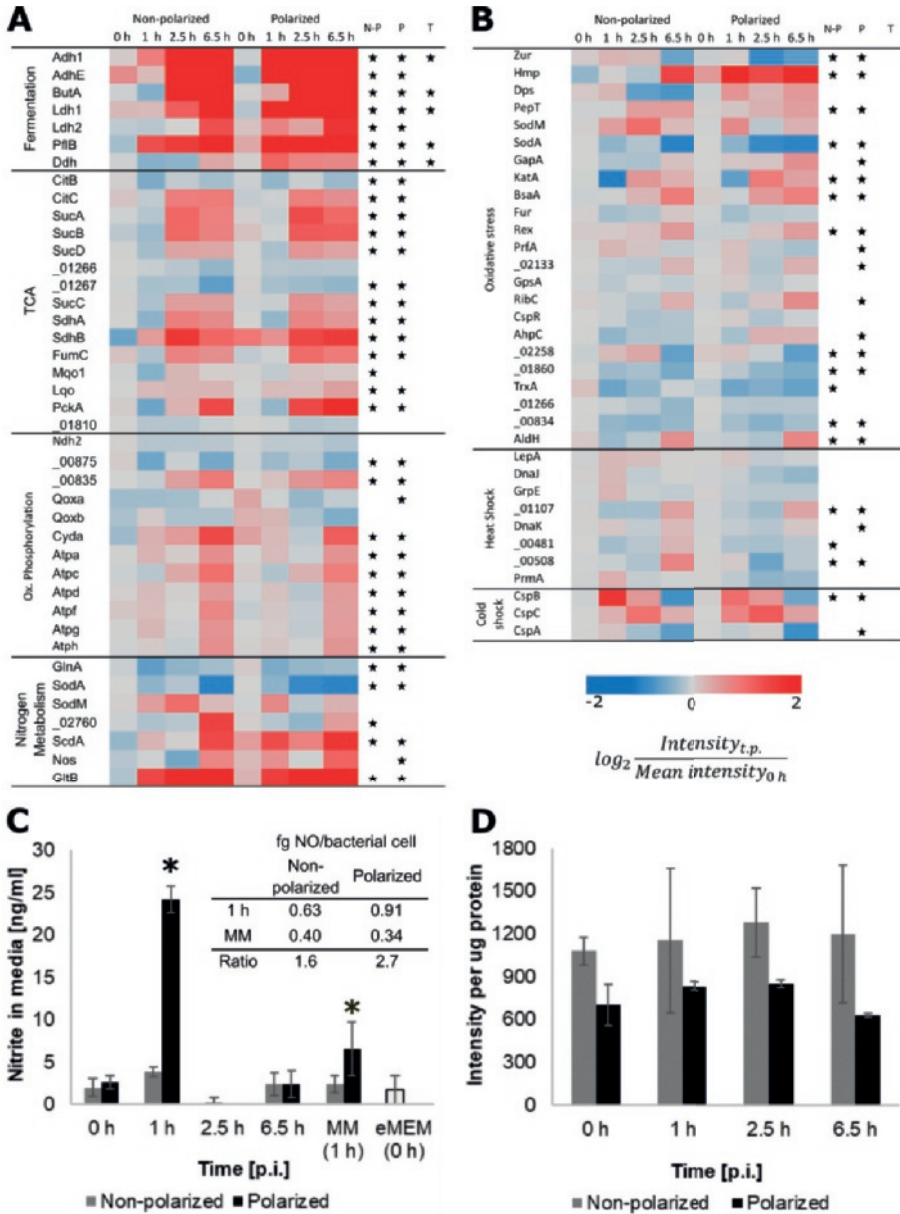 A
Non-polarized Polarized
0 h 1 h 2.5 h 6.5 h 0 h 1 h 2.5 h 6.5 h N-P P T
Fermentation
Adh1 ★ ★ ★
AdhE ★ ★
ButA ★ ★ ★
Ldh1 ★ ★ ★
Ldh2 ★ ★
PflB ★ ★ ★
Ddh ★ ★ ★
TCA
CitB ★ ★
CitC ★ ★
SucA ★ ★
SucB ★ ★
SucD ★ ★
_01266
_01267 ★ ★
SucC ★ ★
SdhA ★ ★
SdhB ★ ★
FumC ★ ★
Mqo1 ★
Lqo ★ ★
PckA ★ ★
_01810
Ox. Phosphorylation
Ndh2
_00875 ★ ★
_00835 ★ ★
Qoxa ★
Qoxb
Cyda ★ ★
Atpa ★ ★
Atpc ★ ★
Atpd ★ ★
Atpf ★ ★
Atpg ★ ★
Atph ★ ★
Nitrogen
Metabolism
GlnA ★ ★
SodA ★ ★
SodM
_02760 ★
ScdA ★ ★
Nos ★
GltB ★ ★
B
Non-polarized Polarized
0 h 1 h 2.5 h 6.5 h 0 h 1 h 2.5 h 6.5 h N-P P T
Oxidative stress
Zur ★ ★
Hmp ★ ★
Dps
PepT ★ ★
SodM
SodA ★ ★
GapA ★
KatA ★ ★
BsaA ★ ★
Fur
Rex ★ ★
PrfA ★
_02133 ★
GpsA
RibC ★
CspR
AhpC ★
_02258 ★ ★
_01860 ★ ★
TrxA ★
_01266
_00834 ★ ★
AldH ★ ★
Heat Shock
LepA
DnaJ
GrpE
_01107 ★ ★
DnaK ★
_00481 ★
_00508 ★ ★
PrmA
Cold
shock
CspB ★ ★
CspC
CspA ★
-2 0 2
log₂ Intensity t.p. / Mean intensity 0 h
C
Nitrite in media [ng/ml]
30
25
20
15
10
5
0
* *
fg NO/bacterial cell
Non-polarized Polarized
1 h 0.63 0.91
MM 0.40 0.34
Ratio 1.6 2.7
0 h 1 h 2.5 h 6.5 h MM (1 h) eMEM (0 h)
Time [p.i.]
Non-polarized Polarized
D
Intensity per ug protein
1800
1500
1200
900
600
300
0
0 h 1 h 2.5 h 6.5 h
Time [p.i.]
Non-polarized Polarized